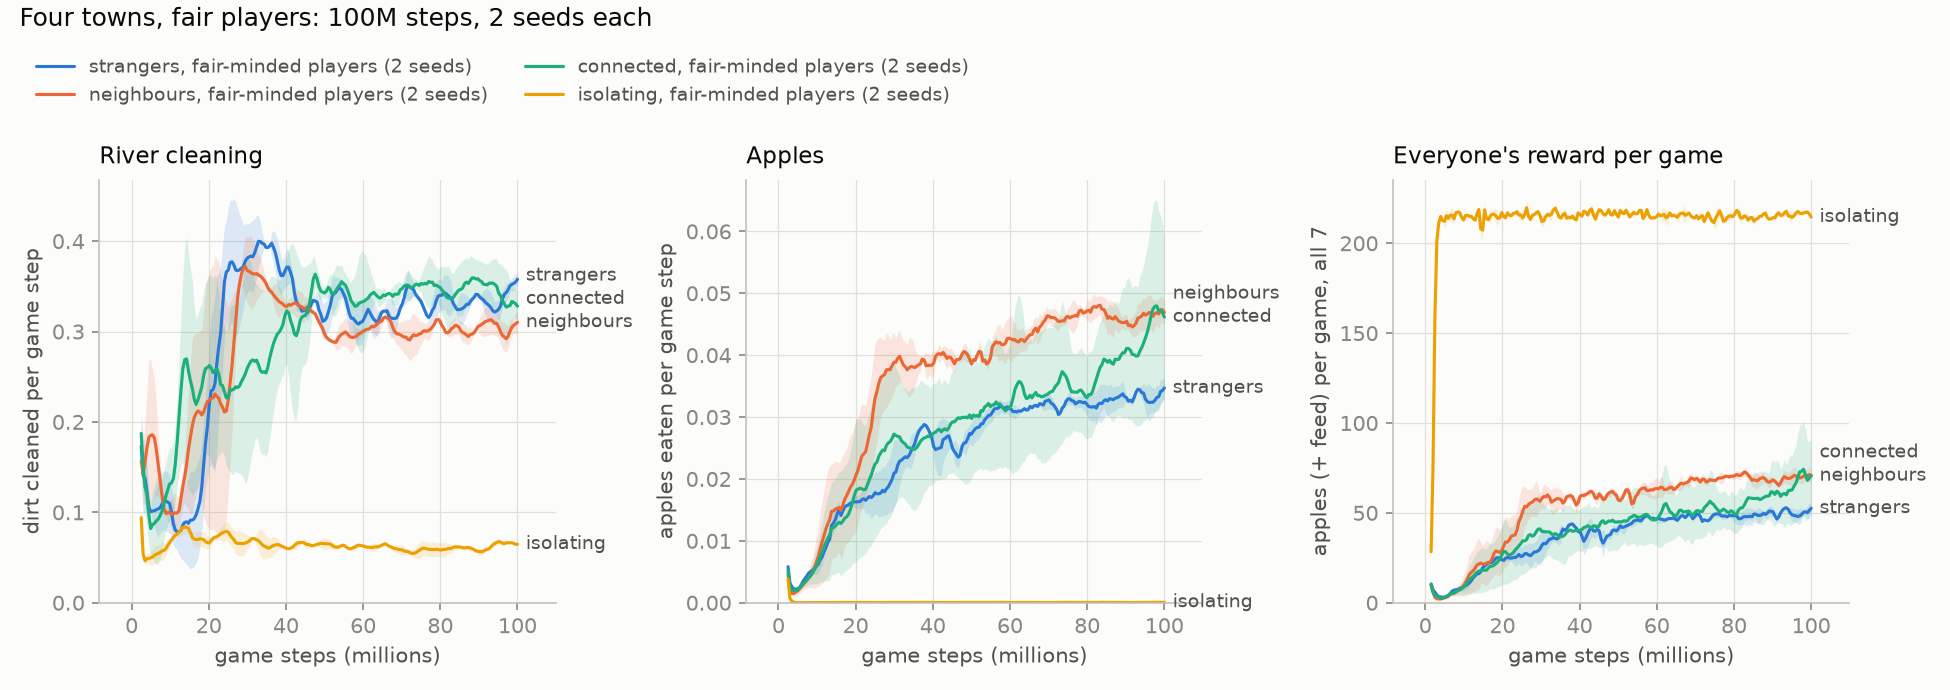 Four towns, fair players: 100M steps, 2 seeds each
strangers, fair-minded players (2 seeds)
connected, fair-minded players (2 seeds)
neighbours, fair-minded players (2 seeds)
isolating, fair-minded players (2 seeds)
River cleaning
dirt cleaned per game step
0.4
0.3
0.2
0.1
0.0
strangers
connected
neighbours
isolating
0 20 40 60 80 100
game steps (millions)
Apples
apples eaten per game step
0.06
0.05
0.04
0.03
0.02
0.01
0.00
neighbours
connected
strangers
isolating
0 20 40 60 80 100
game steps (millions)
Everyone's reward per game
apples (+ feed) per game, all 7
200
150
100
50
0
isolating
connected
neighbours
strangers
0 20 40 60 80 100
game steps (millions)